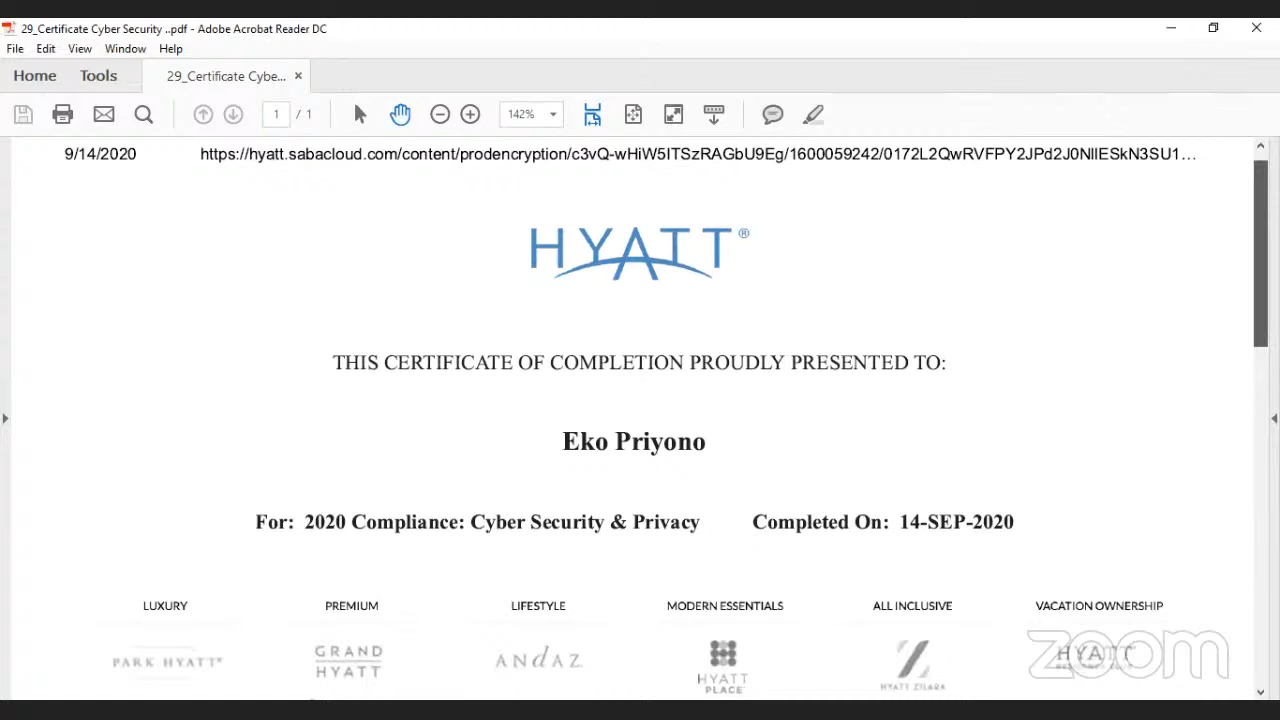 29_Certificate Cyber Security ..pdf - Adobe Acrobat Reader DC
File Edit View Window Help
Home Tools 29_Certificate Cybe... ×
1 / 1 142%
9/14/2020 https://hyatt.sabacloud.com/content/prodencryption/c3vQ-wHiW5ITSzRAGbU9Eg/1600059242/0172L2QwRVFPY2JPd2J0NllESkN3SU1...
HYATT®
THIS CERTIFICATE OF COMPLETION PROUDLY PRESENTED TO:
Eko Priyono
For: 2020 Compliance: Cyber Security & Privacy Completed On: 14-SEP-2020
LUXURY PREMIUM LIFESTYLE MODERN ESSENTIALS ALL INCLUSIVE VACATION OWNERSHIP
PARK HYATT® GRAND HYATT ANdAZ HYATT PLACE HYATT ZILARA HYATT
zoom